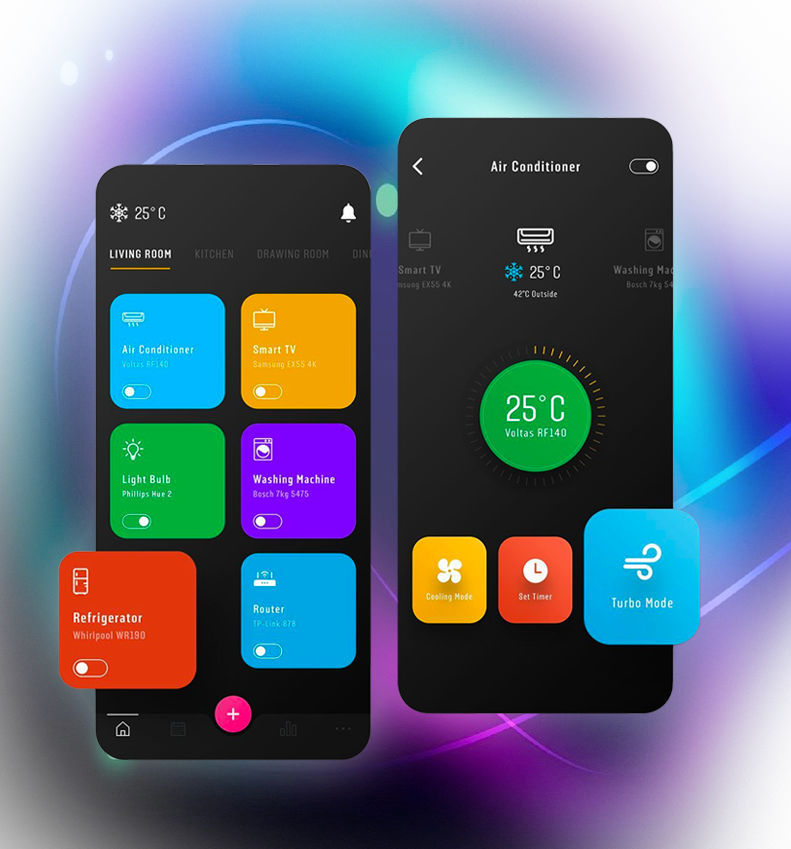 25°C
LIVING ROOM KITCHEN DRAWING ROOM DIN
Air Conditioner
Voltas RF140
Smart TV
Samsung EX55 4K
Light Bulb
Phillips Hue 2
Washing Machine
Bosch 7kg S475
Refrigerator
Whirlpool WR190
Router
TP-Link 878
Air Conditioner
Smart TV
msung EX55 4K
25°C
42°C Outside
Washing Mac
Bosch 7kg S4
25°C
Voltas RF140
Cooling Mode
Set Timer
Turbo Mode